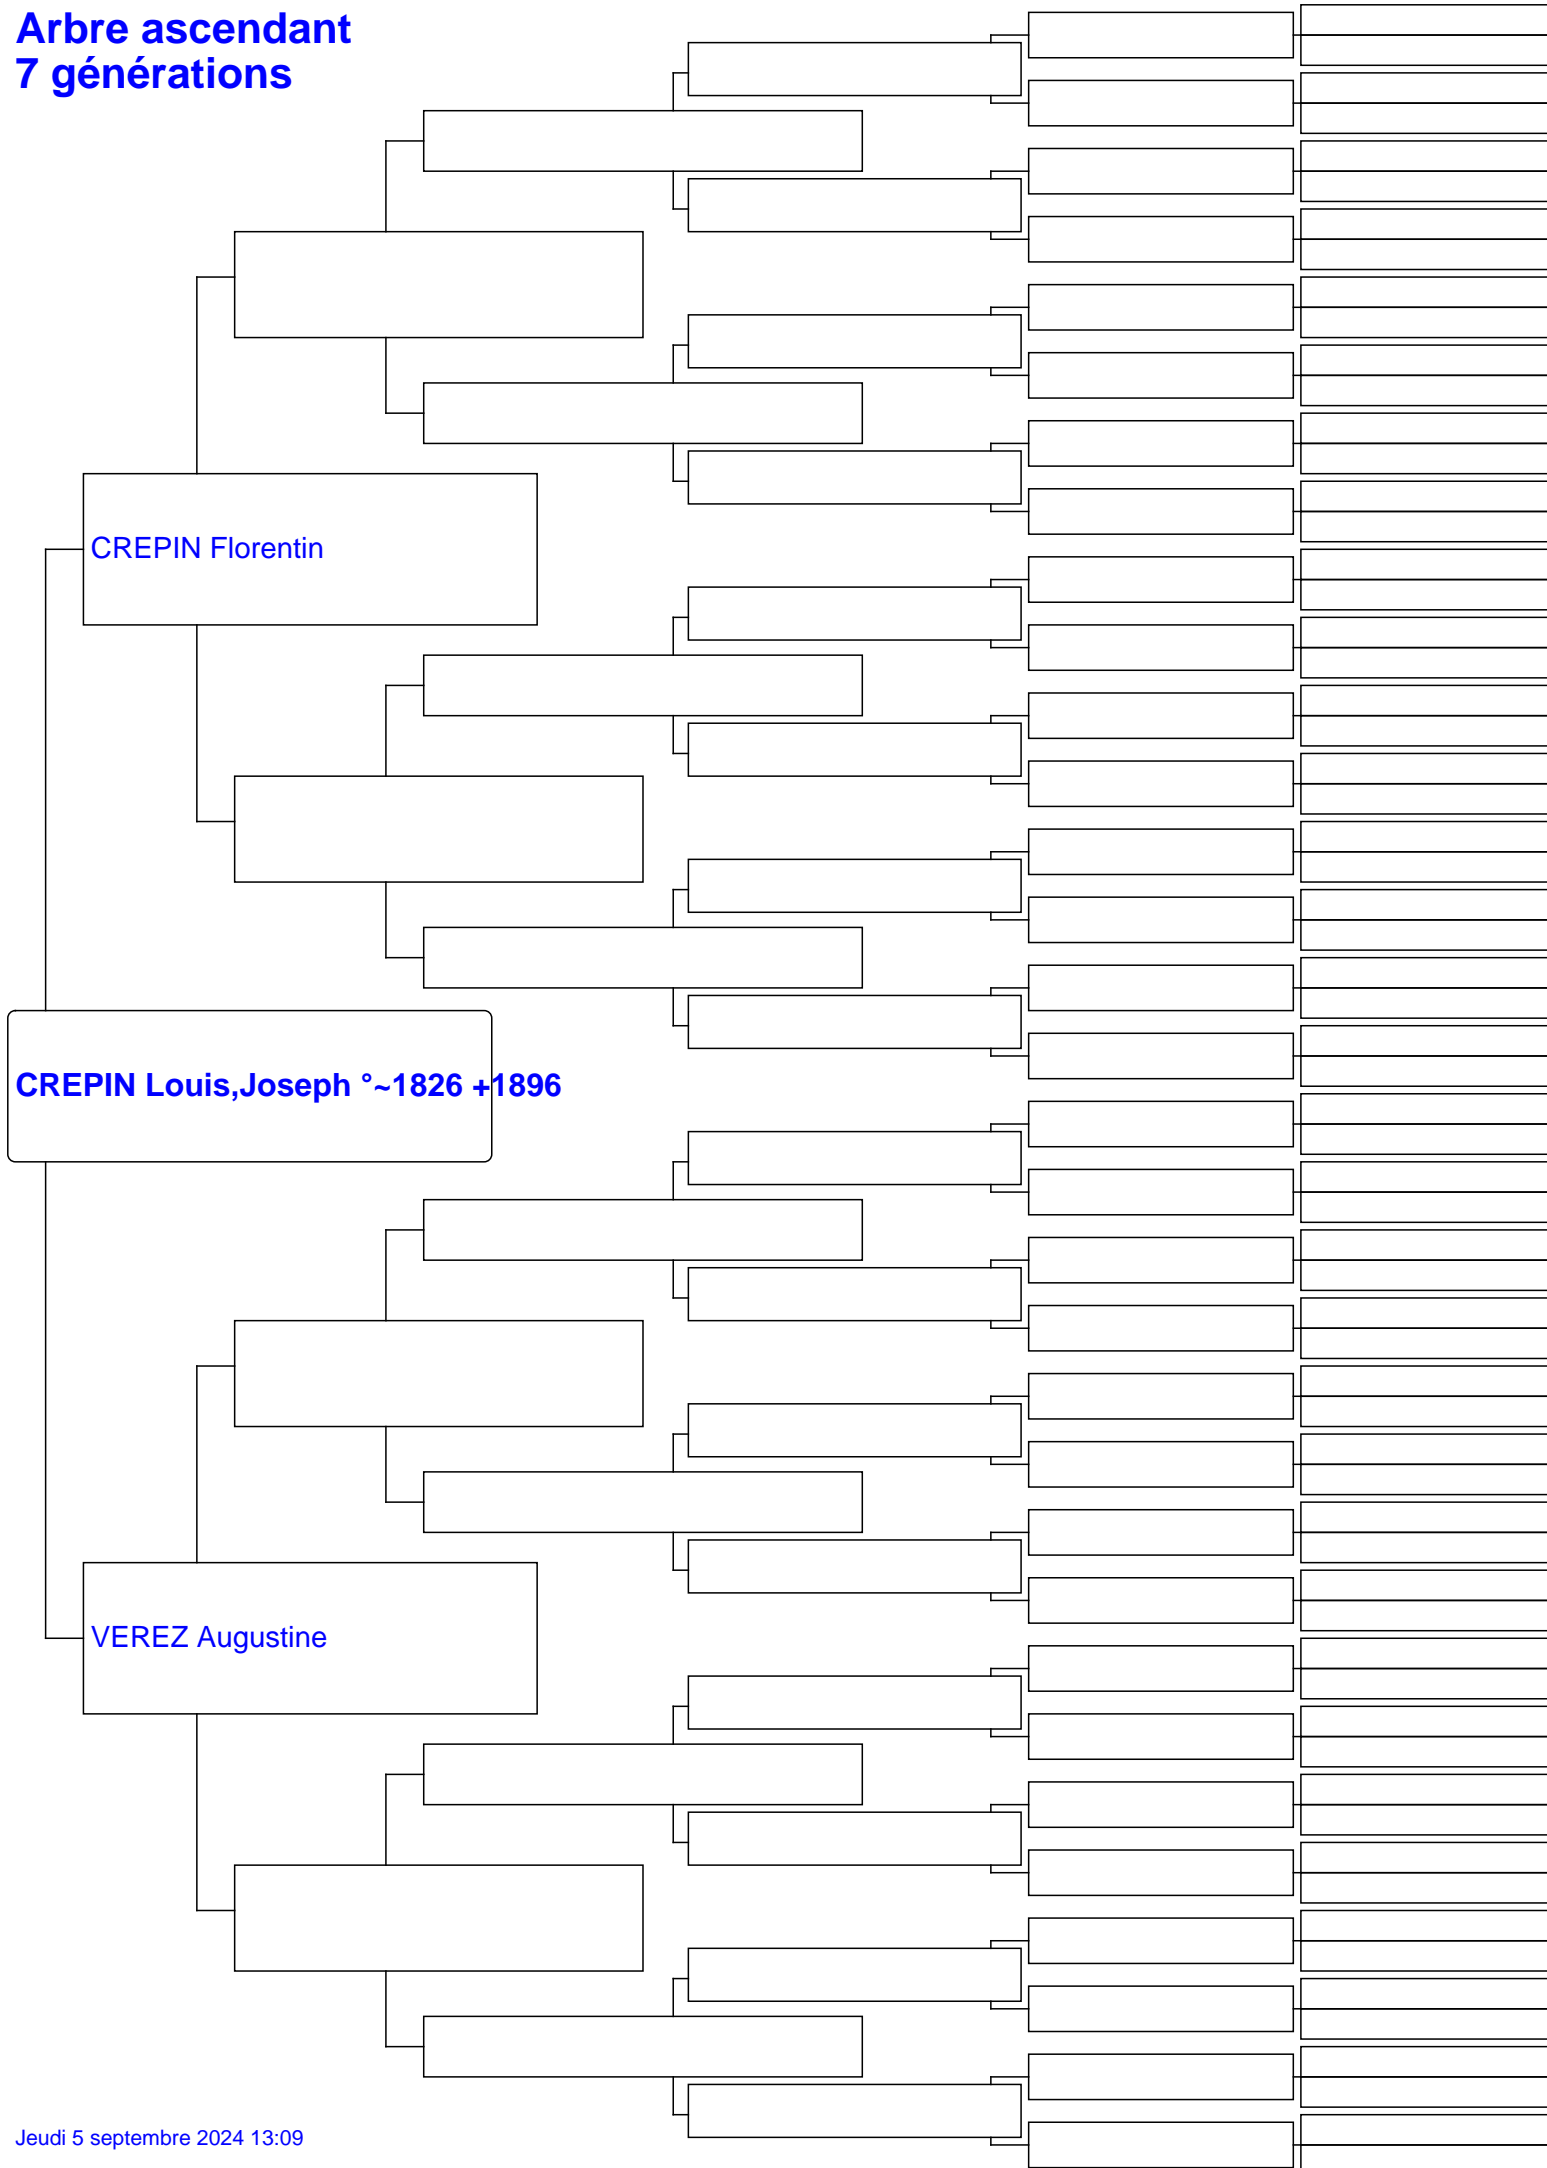 Arbre ascendant
7 générations
CREPIN Florentin
CREPIN Louis,Joseph °~1826 +1896
VEREZ Augustine
Jeudi 5 septembre 2024 13:09